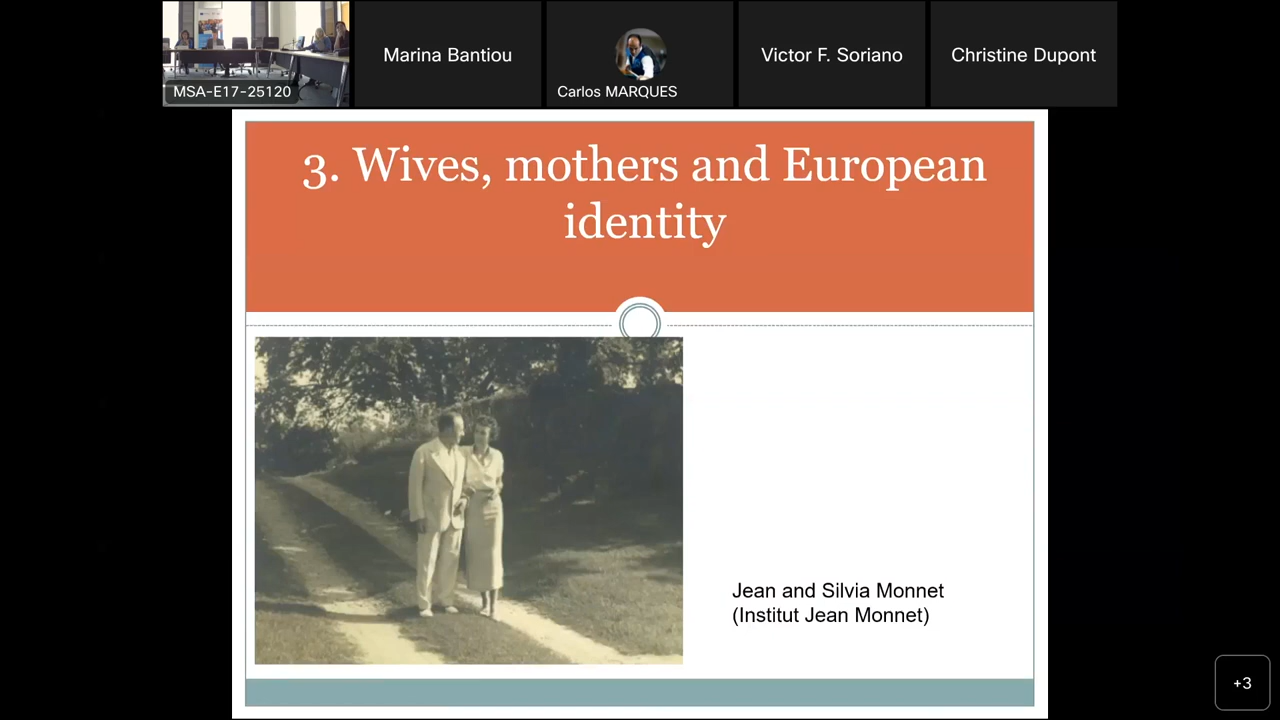 MSA-E17-25120
Marina Bantiou
Carlos MARQUES
Victor F. Soriano
Christine Dupont
3. Wives, mothers and European
identity
Jean and Silvia Monnet
(Institut Jean Monnet)
+3